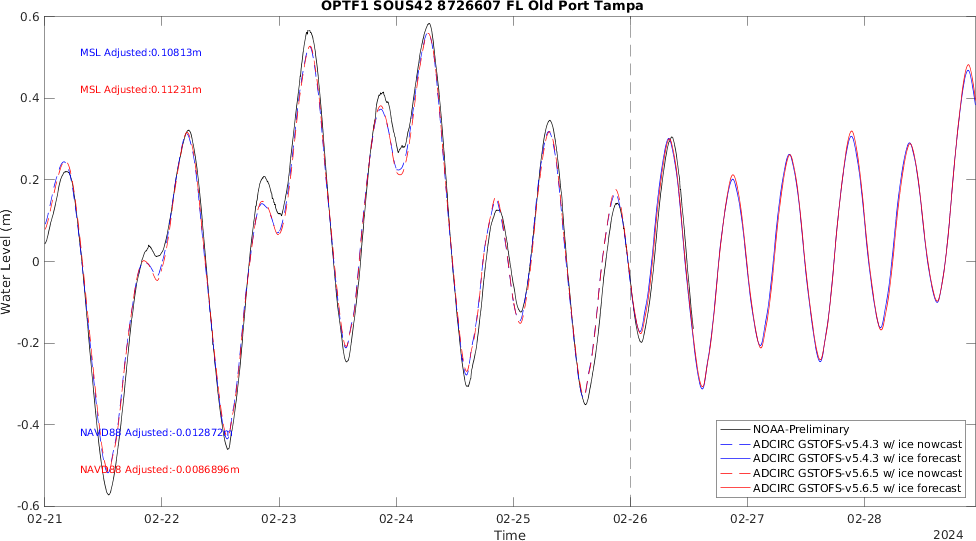 OPTF1 SOUS42 8726607 FL Old Port Tampa
0.6
0.4
0.2
0
-0.2
-0.4
-0.6
Water Level (m)
MSL Adjusted:0.10813m
MSL Adjusted:0.11231m
NAVD88 Adjusted:-0.012872m
NAVD88 Adjusted:-0.0086896m
NOAA-Preliminary
ADCIRC GSTOFS-v5.4.3 w/ ice nowcast
ADCIRC GSTOFS-v5.4.3 w/ ice forecast
ADCIRC GSTOFS-v5.6.5 w/ ice nowcast
ADCIRC GSTOFS-v5.6.5 w/ ice forecast
02-21 02-22 02-23 02-24 02-25 02-26 02-27 02-28
Time
2024